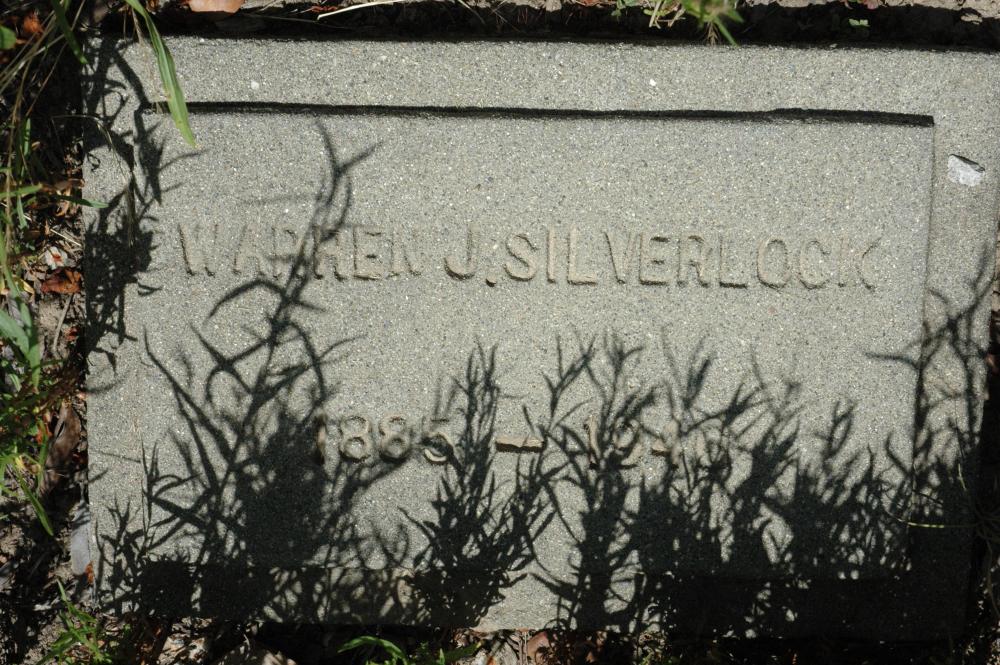 WARREN J. SILVERLOCK
1885 –